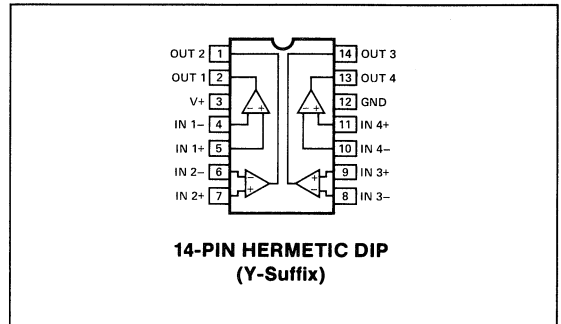 OUT 2 1 14 OUT 3
OUT 1 2 13 OUT 4
V+ 3 12 GND
IN 1− 4 11 IN 4+
IN 1+ 5 10 IN 4−
IN 2− 6 9 IN 3+
IN 2+ 7 8 IN 3−
− + − +
− + + −
14-PIN HERMETIC DIP
(Y-Suffix)